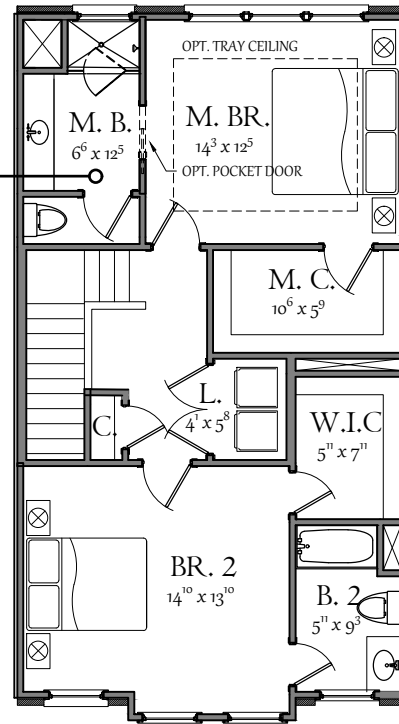 OPT. TRAY CEILING
M. B.
6⁶ x 12⁵
M. BR.
14³ x 12⁵
OPT. POCKET DOOR
M. C.
10⁶ x 5⁹
L.
4¹ x 5⁸
C.
W.I.C
5¹¹ x 7¹¹
BR. 2
14¹⁰ x 13¹⁰
B. 2
5¹¹ x 9³